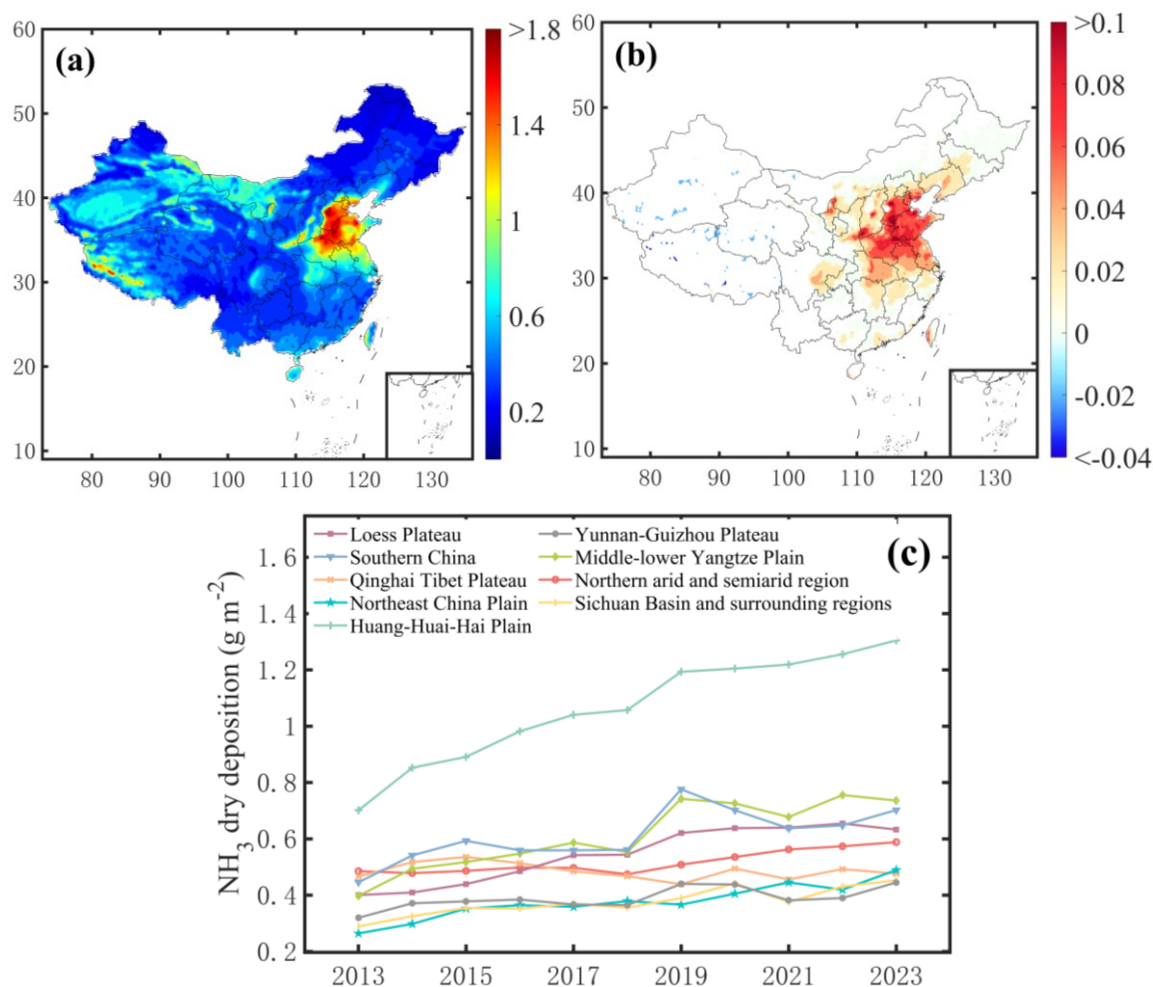 (a)
60
50
40
30
20
10
80 90 100 110 120 130
>1.8
1.4
1
0.6
0.2
(b)
60
50
40
30
20
10
80 90 100 110 120 130
>0.1
0.08
0.06
0.04
0.02
0
-0.02
<-0.04
(c)
Loess Plateau
Southern China
Qinghai Tibet Plateau
Northeast China Plain
Huang-Huai-Hai Plain
Yunnan-Guizhou Plateau
Middle-lower Yangtze Plain
Northern arid and semiarid region
Sichuan Basin and surrounding regions
NH₃ dry deposition (g m⁻²)
1.6
1.4
1.2
1
0.8
0.6
0.4
0.2
2013 2015 2017 2019 2021 2023